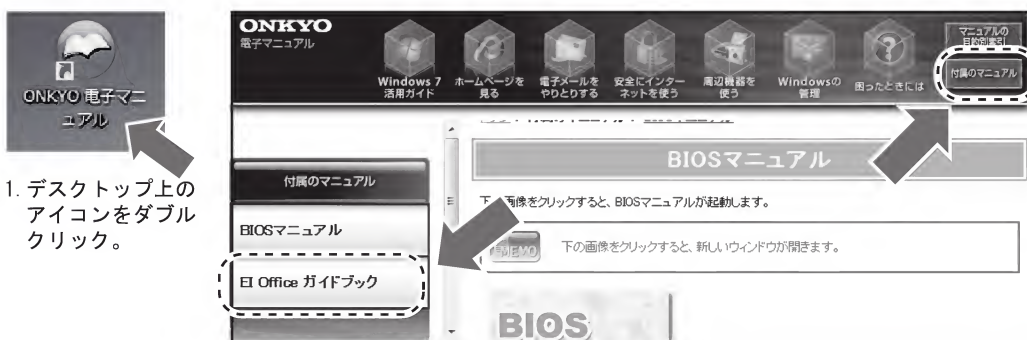 ONKYO 電子マニ
ュアル
1. デスクトップ上の
アイコンをダブル
クリック。
ONKYO
電子マニュアル
Windows 7
活用ガイド
ホームページを
見る
電子メールを
やりとりする
安全にインター
ネットを使う
周辺機器を
使う
Windowsの
管理
困ったときには
マニュアルの
目的別索引
付属のマニュアル
付属のマニュアル
BIOSマニュアル
EI Office ガイドブック
BIOSマニュアル
下の画像をクリックすると、BIOSマニュアルが起動します。
MEMO
下の画像をクリックすると、新しいウィンドウが開きます。
BIOS